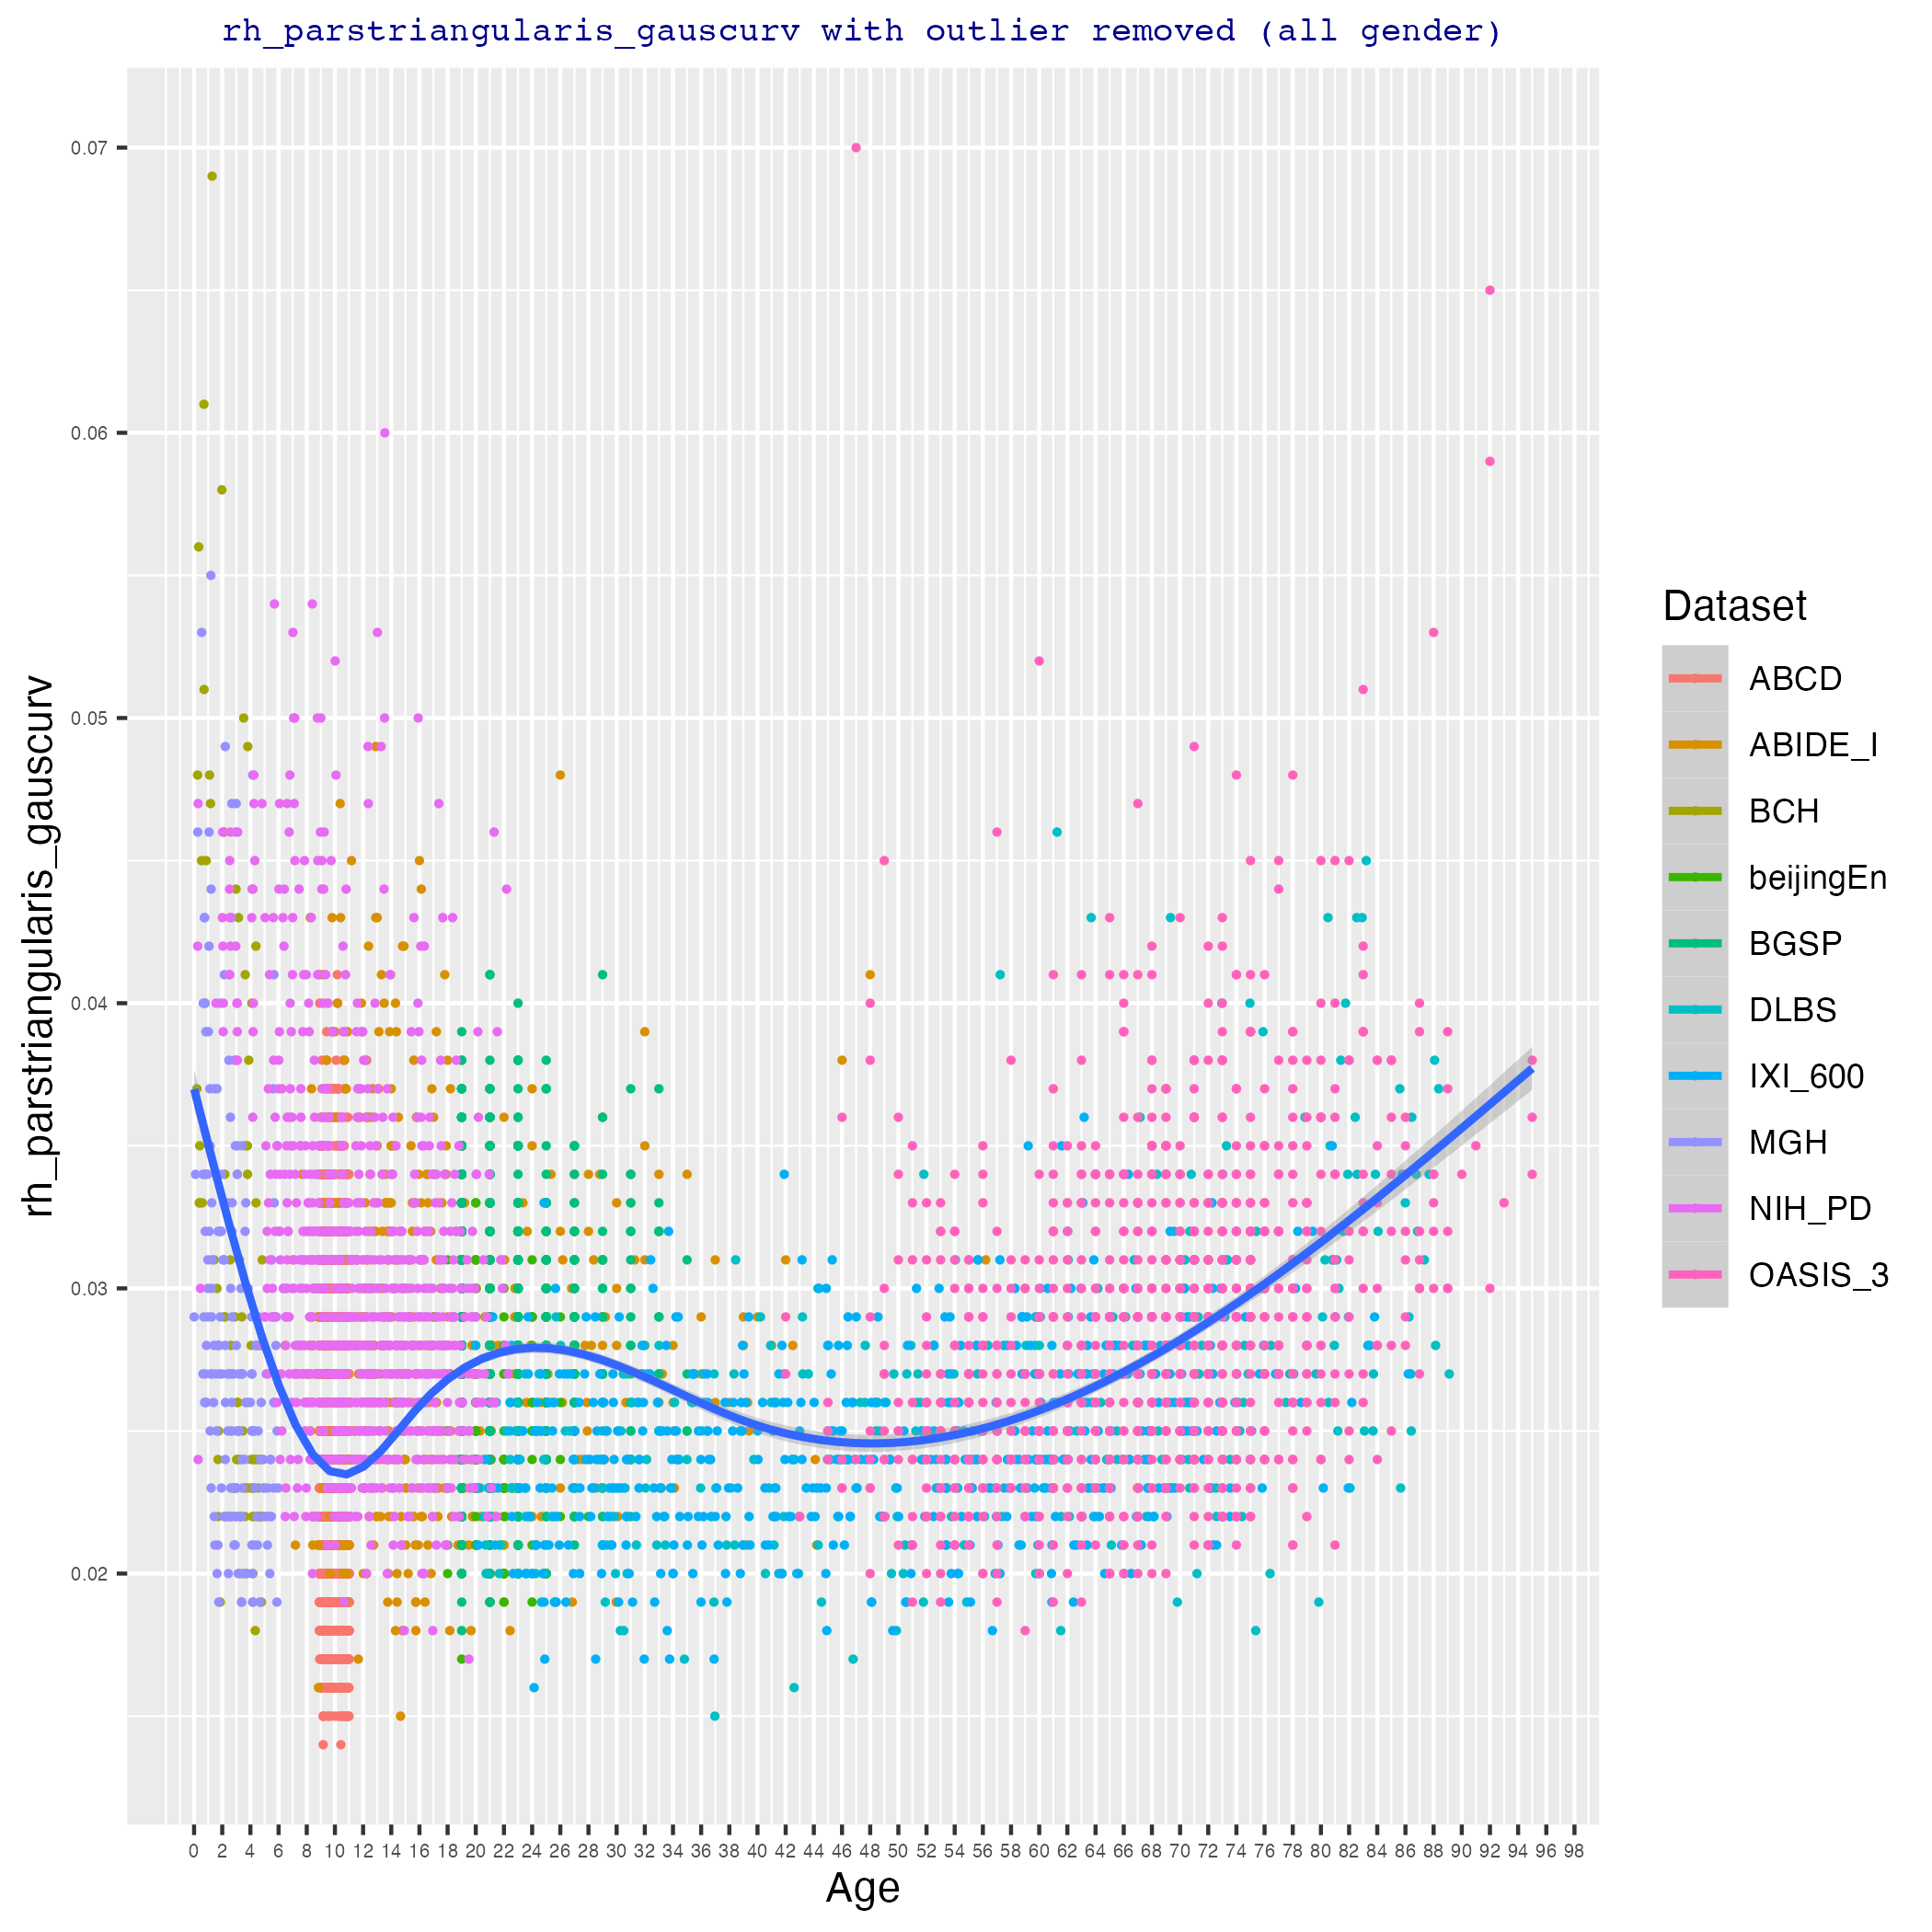 rh_parstriangularis_gauscurv with outlier removed (all gender)
rh_parstriangularis_gauscurv
0.07
0.06
0.05
0.04
0.03
0.02
0 2 4 6 8 10 12 14 16 18 20 22 24 26 28 30 32 34 36 38 40 42 44 46 48 50 52 54 56 58 60 62 64 66 68 70 72 74 76 78 80 82 84 86 88 90 92 94 96 98
Age
Dataset
ABCD
ABIDE_I
BCH
beijingEn
BGSP
DLBS
IXI_600
MGH
NIH_PD
OASIS_3